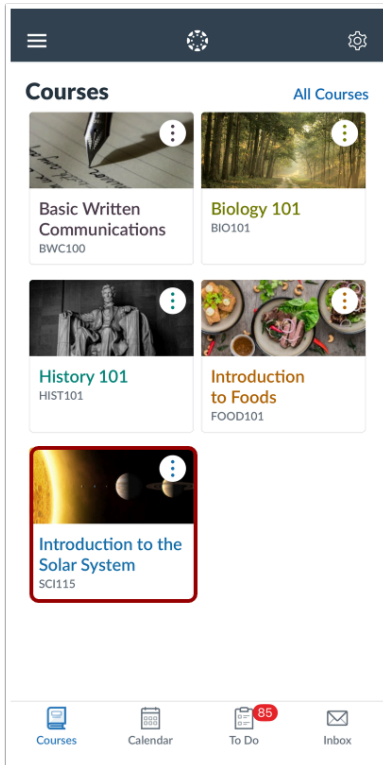 Courses
All Courses
Basic Written
Communications
BWC100
Biology 101
BIO101
History 101
HIST101
Introduction
to Foods
FOOD101
Introduction to the
Solar System
SCI115
85
Courses
Calendar
To Do
Inbox